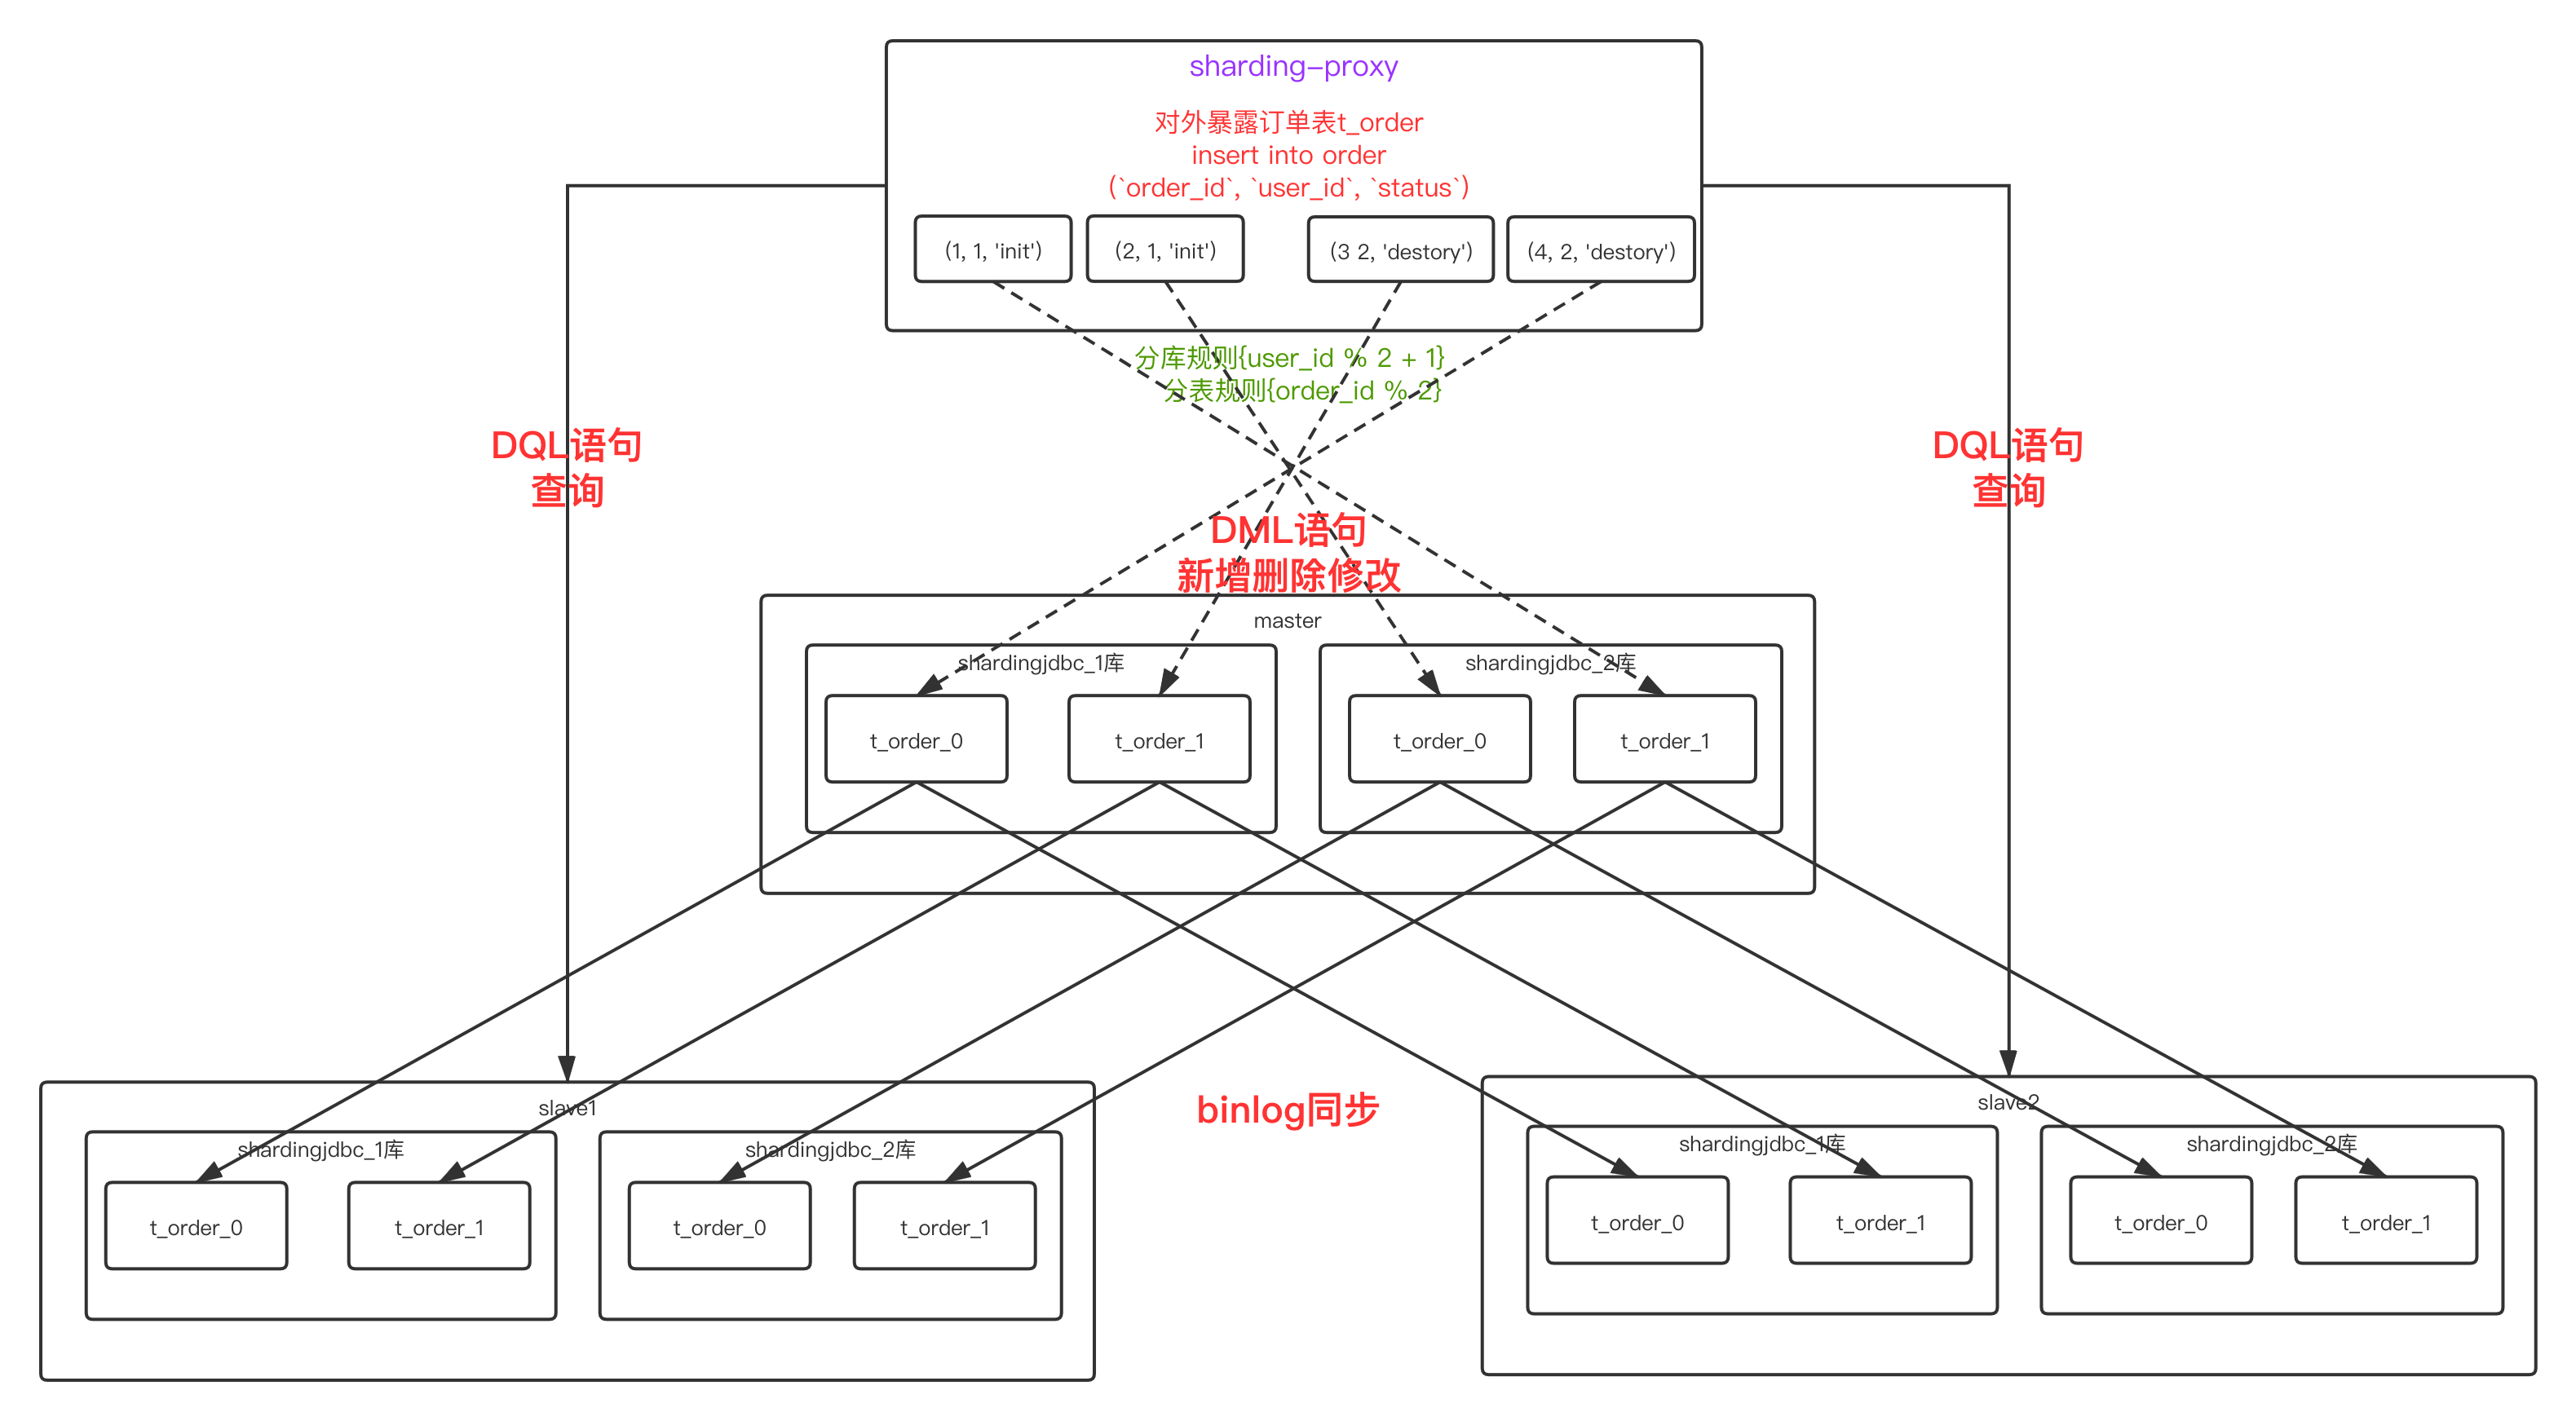 sharding-proxy
对外暴露订单表t_order
insert into order
(`order_id`, `user_id`, `status`)
(1, 1, 'init')
(2, 1, 'init')
(3 2, 'destory')
(4, 2, 'destory')
分库规则{user_id % 2 + 1}
分表规则{order_id % 2}
DQL语句
查询
DQL语句
查询
DML语句
新增删除修改
master
shardingjdbc_1库
shardingjdbc_2库
t_order_0
t_order_1
t_order_0
t_order_1
binlog同步
slave1
shardingjdbc_1库
shardingjdbc_2库
t_order_0
t_order_1
t_order_0
t_order_1
slave2
shardingjdbc_1库
shardingjdbc_2库
t_order_0
t_order_1
t_order_0
t_order_1